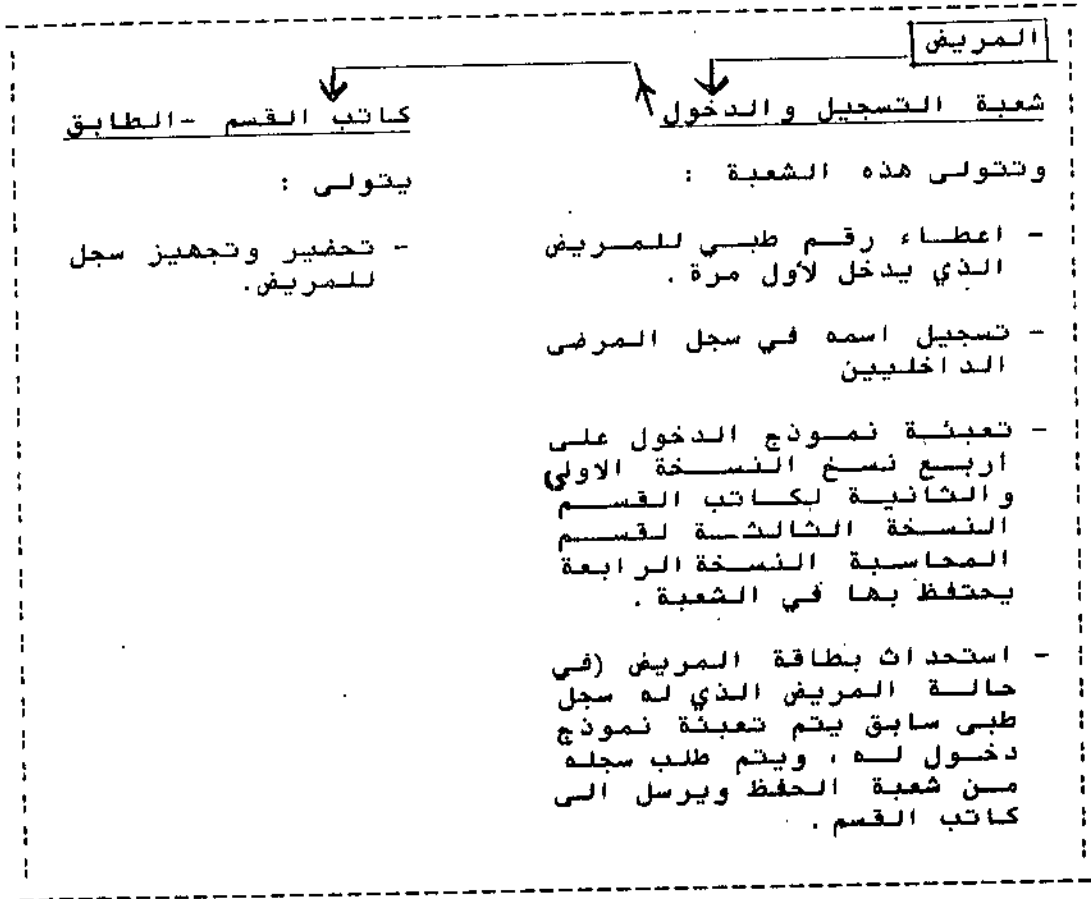 المريض
شعبة التسجيل والدخول
وتتولى هذه الشعبة :
- اعطاء رقم طبي للمريض
الذي يدخل لأول مرة .
- تسجيل اسمه في سجل المرضى
الداخليين
- تعبئة نموذج الدخول على
اربع نسخ النسخة الاولي
والثانية لكاتب القسم
النسخة الثالثة لقسم
المحاسبة النسخة الرابعة
يحتفظ بها في الشعبة .
- استحداث بطاقة المريض (في
حالة المريض الذي له سجل
طبى سابق يتم تعبئة نموذج
دخول له ، ويتم طلب سجله
من شعبة الحفظ ويرسل الى
كاتب القسم .
كاتب القسم -الطابق
يتولى :
- تحضير وتجهيز سجل
للمريض.